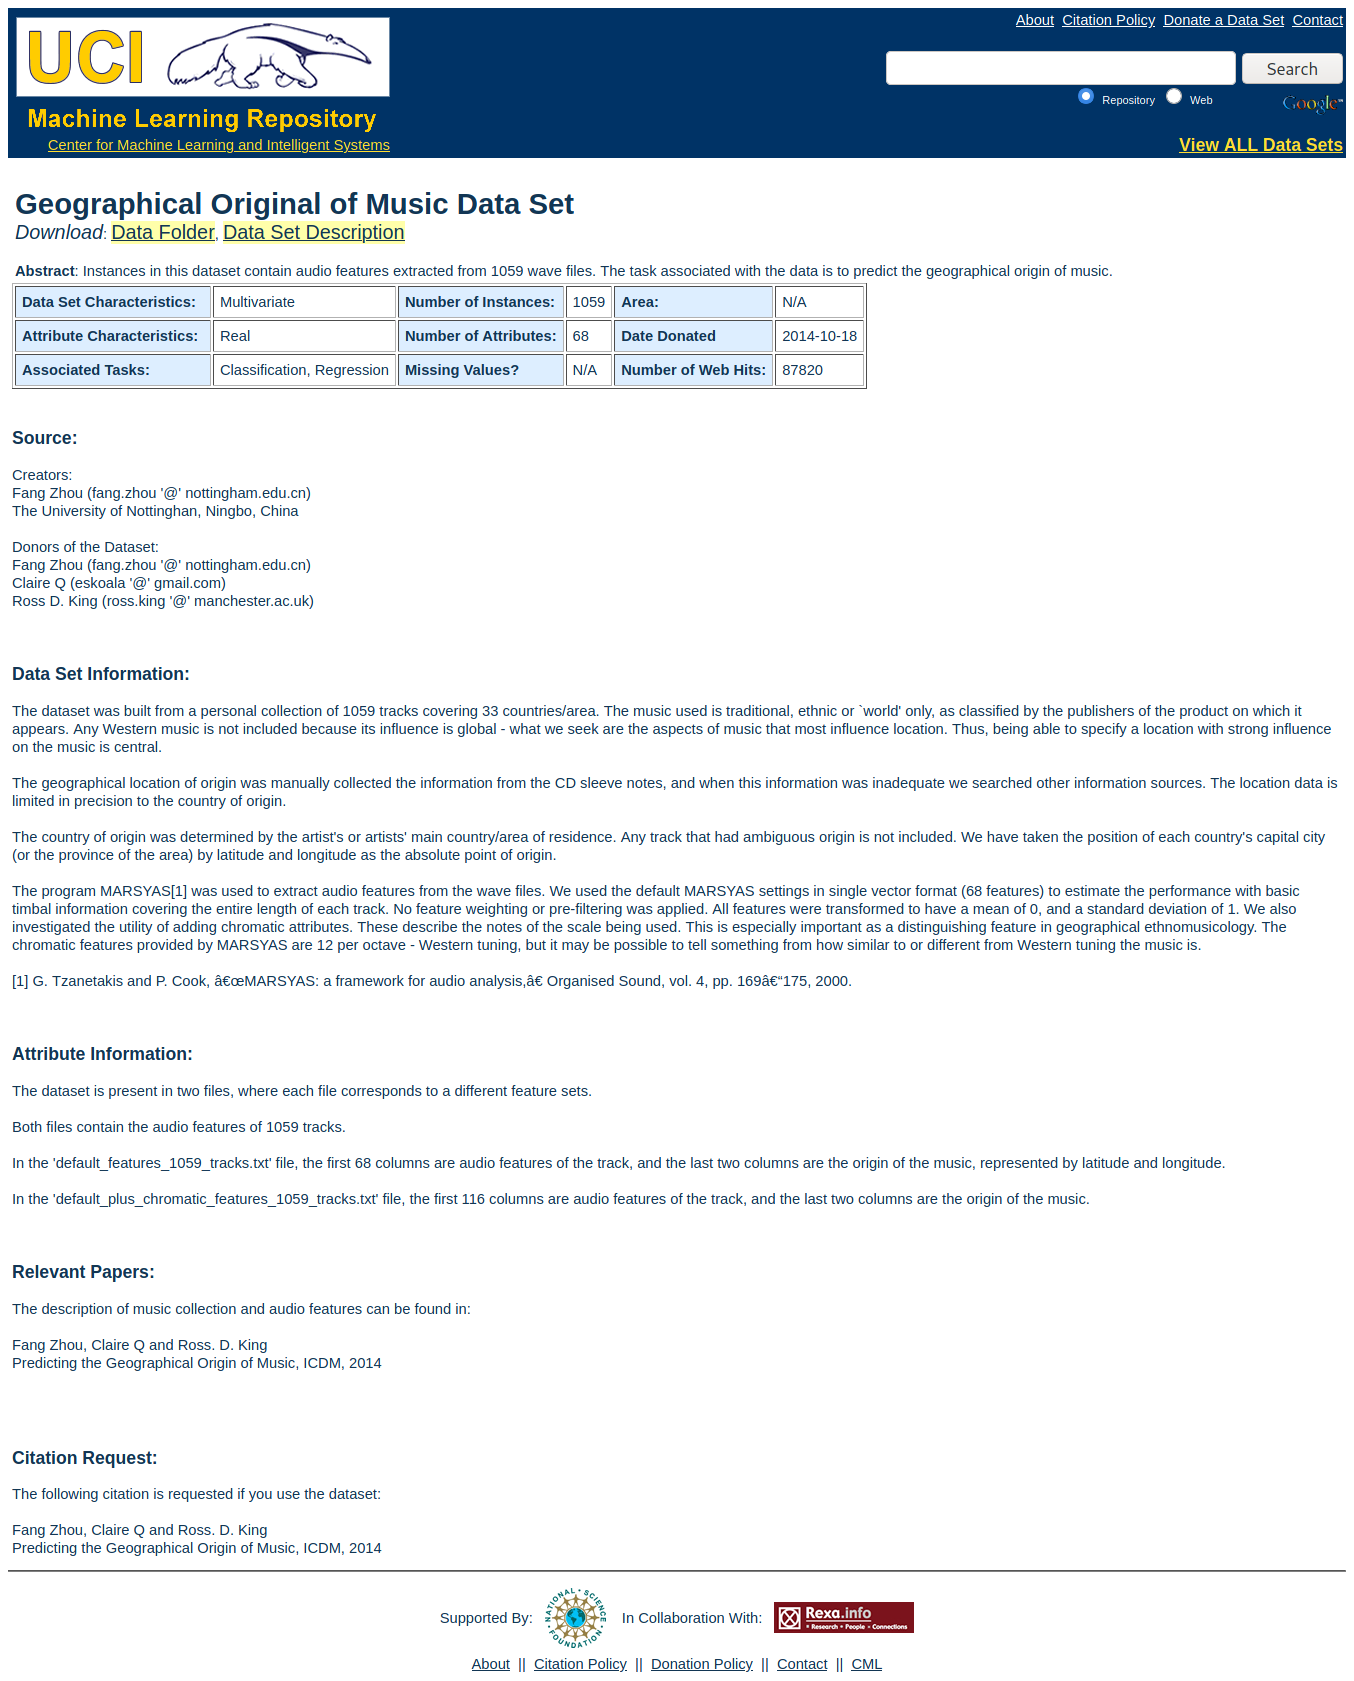 About Citation Policy Donate a Data Set Contact
UCI
Search
Repository Web Google™
Machine Learning Repository
Center for Machine Learning and Intelligent Systems
View ALL Data Sets
Geographical Original of Music Data Set
Download: Data Folder, Data Set Description
Abstract: Instances in this dataset contain audio features extracted from 1059 wave files. The task associated with the data is to predict the geographical origin of music.
Data Set Characteristics: Multivariate Number of Instances: 1059 Area: N/A
Attribute Characteristics: Real Number of Attributes: 68 Date Donated 2014-10-18
Associated Tasks: Classification, Regression Missing Values? N/A Number of Web Hits: 87820
Source:
Creators:
Fang Zhou (fang.zhou '@' nottingham.edu.cn)
The University of Nottinghan, Ningbo, China
Donors of the Dataset:
Fang Zhou (fang.zhou '@' nottingham.edu.cn)
Claire Q (eskoala '@' gmail.com)
Ross D. King (ross.king '@' manchester.ac.uk)
Data Set Information:
The dataset was built from a personal collection of 1059 tracks covering 33 countries/area. The music used is traditional, ethnic or `world' only, as classified by the publishers of the product on which it
appears. Any Western music is not included because its influence is global - what we seek are the aspects of music that most influence location. Thus, being able to specify a location with strong influence
on the music is central.
The geographical location of origin was manually collected the information from the CD sleeve notes, and when this information was inadequate we searched other information sources. The location data is
limited in precision to the country of origin.
The country of origin was determined by the artist's or artists' main country/area of residence. Any track that had ambiguous origin is not included. We have taken the position of each country's capital city
(or the province of the area) by latitude and longitude as the absolute point of origin.
The program MARSYAS[1] was used to extract audio features from the wave files. We used the default MARSYAS settings in single vector format (68 features) to estimate the performance with basic
timbal information covering the entire length of each track. No feature weighting or pre-filtering was applied. All features were transformed to have a mean of 0, and a standard deviation of 1. We also
investigated the utility of adding chromatic attributes. These describe the notes of the scale being used. This is especially important as a distinguishing feature in geographical ethnomusicology. The
chromatic features provided by MARSYAS are 12 per octave - Western tuning, but it may be possible to tell something from how similar to or different from Western tuning the music is.
[1] G. Tzanetakis and P. Cook, â€œMARSYAS: a framework for audio analysis,â€ Organised Sound, vol. 4, pp. 169â€“175, 2000.
Attribute Information:
The dataset is present in two files, where each file corresponds to a different feature sets.
Both files contain the audio features of 1059 tracks.
In the 'default_features_1059_tracks.txt' file, the first 68 columns are audio features of the track, and the last two columns are the origin of the music, represented by latitude and longitude.
In the 'default_plus_chromatic_features_1059_tracks.txt' file, the first 116 columns are audio features of the track, and the last two columns are the origin of the music.
Relevant Papers:
The description of music collection and audio features can be found in:
Fang Zhou, Claire Q and Ross. D. King
Predicting the Geographical Origin of Music, ICDM, 2014
Citation Request:
The following citation is requested if you use the dataset:
Fang Zhou, Claire Q and Ross. D. King
Predicting the Geographical Origin of Music, ICDM, 2014
Supported By: NATIONAL • SCIENCE • FOUNDATION • In Collaboration With: Rexa.info
• Research • People • Connections
About || Citation Policy || Donation Policy || Contact || CML